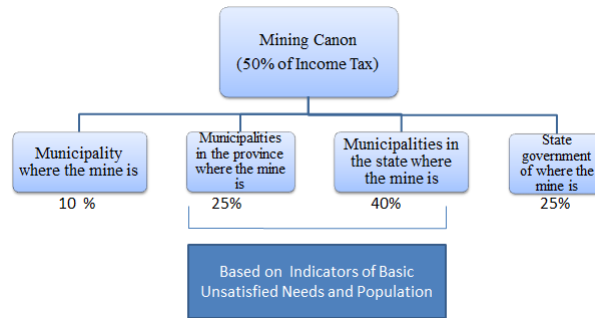 Mining Canon
(50% of Income Tax)
Municipality
where the mine is
Municipalities
in the province
where the mine
is
Municipalities in
the state where
the mine is
State
government
of where the
mine is
10 %
25%
40%
25%
Based on Indicators of Basic
Unsatisfied Needs and Population